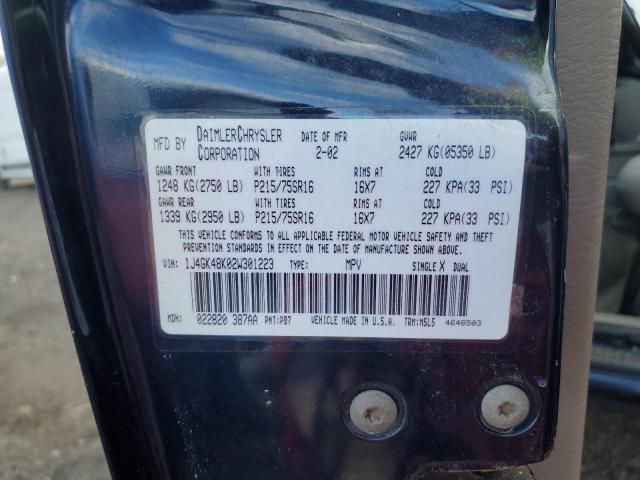 MFD BY DAIMLERCHRYSLER CORPORATION DATE OF MFR 2-02 GVWR 2427 KG(05350 LB)
GAWR FRONT WITH TIRES RIMS AT COLD
1248 KG(2750 LB) P215/75SR16 16X7 227 KPA(33 PSI)
GAWR REAR WITH TIRES RIMS AT COLD
1339 KG(2950 LB) P215/75SR16 16X7 227 KPA(33 PSI)
THIS VEHICLE CONFORMS TO ALL APPLICABLE FEDERAL MOTOR VEHICLE SAFETY AND THEFT
PREVENTION STANDARDS IN EFFECT ON THE DATE OF MANUFACTURE SHOWN ABOVE.
VIN: 1J4GK48K02W301223 TYPE: MPV SINGLE X DUAL
MDH: 022820 387AA PNT:PB7 VEHICLE MADE IN U.S.A. TRM:M5L5 4648503